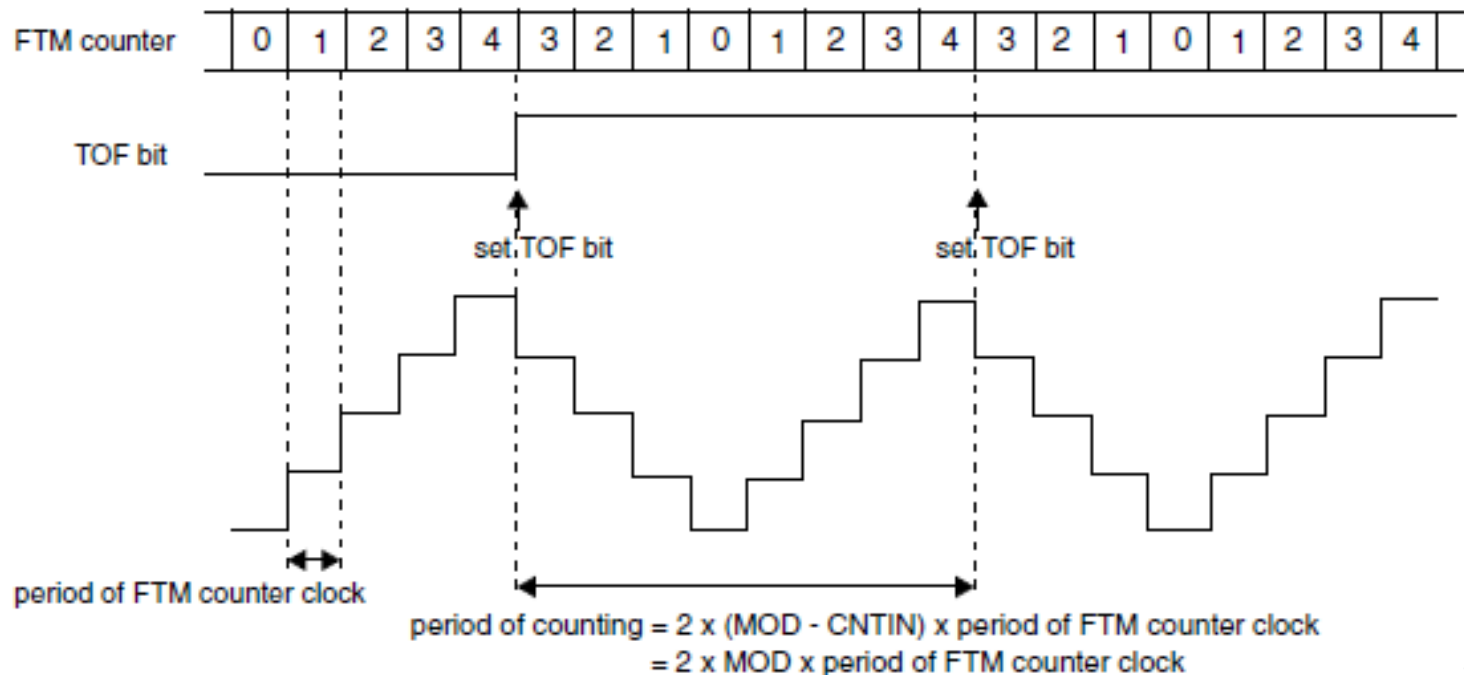 FTM counter 0 1 2 3 4 3 2 1 0 1 2 3 4 3 2 1 0 1 2 3 4
TOF bit
set TOF bit set TOF bit
period of FTM counter clock
period of counting = 2 x (MOD - CNTIN) x period of FTM counter clock
= 2 x MOD x period of FTM counter clock